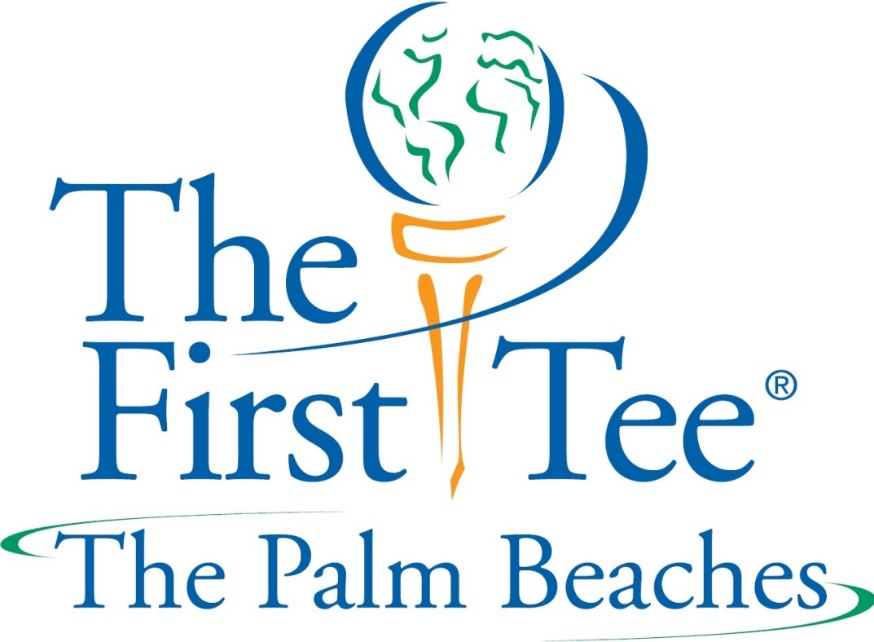 The
First Tee®
The Palm Beaches